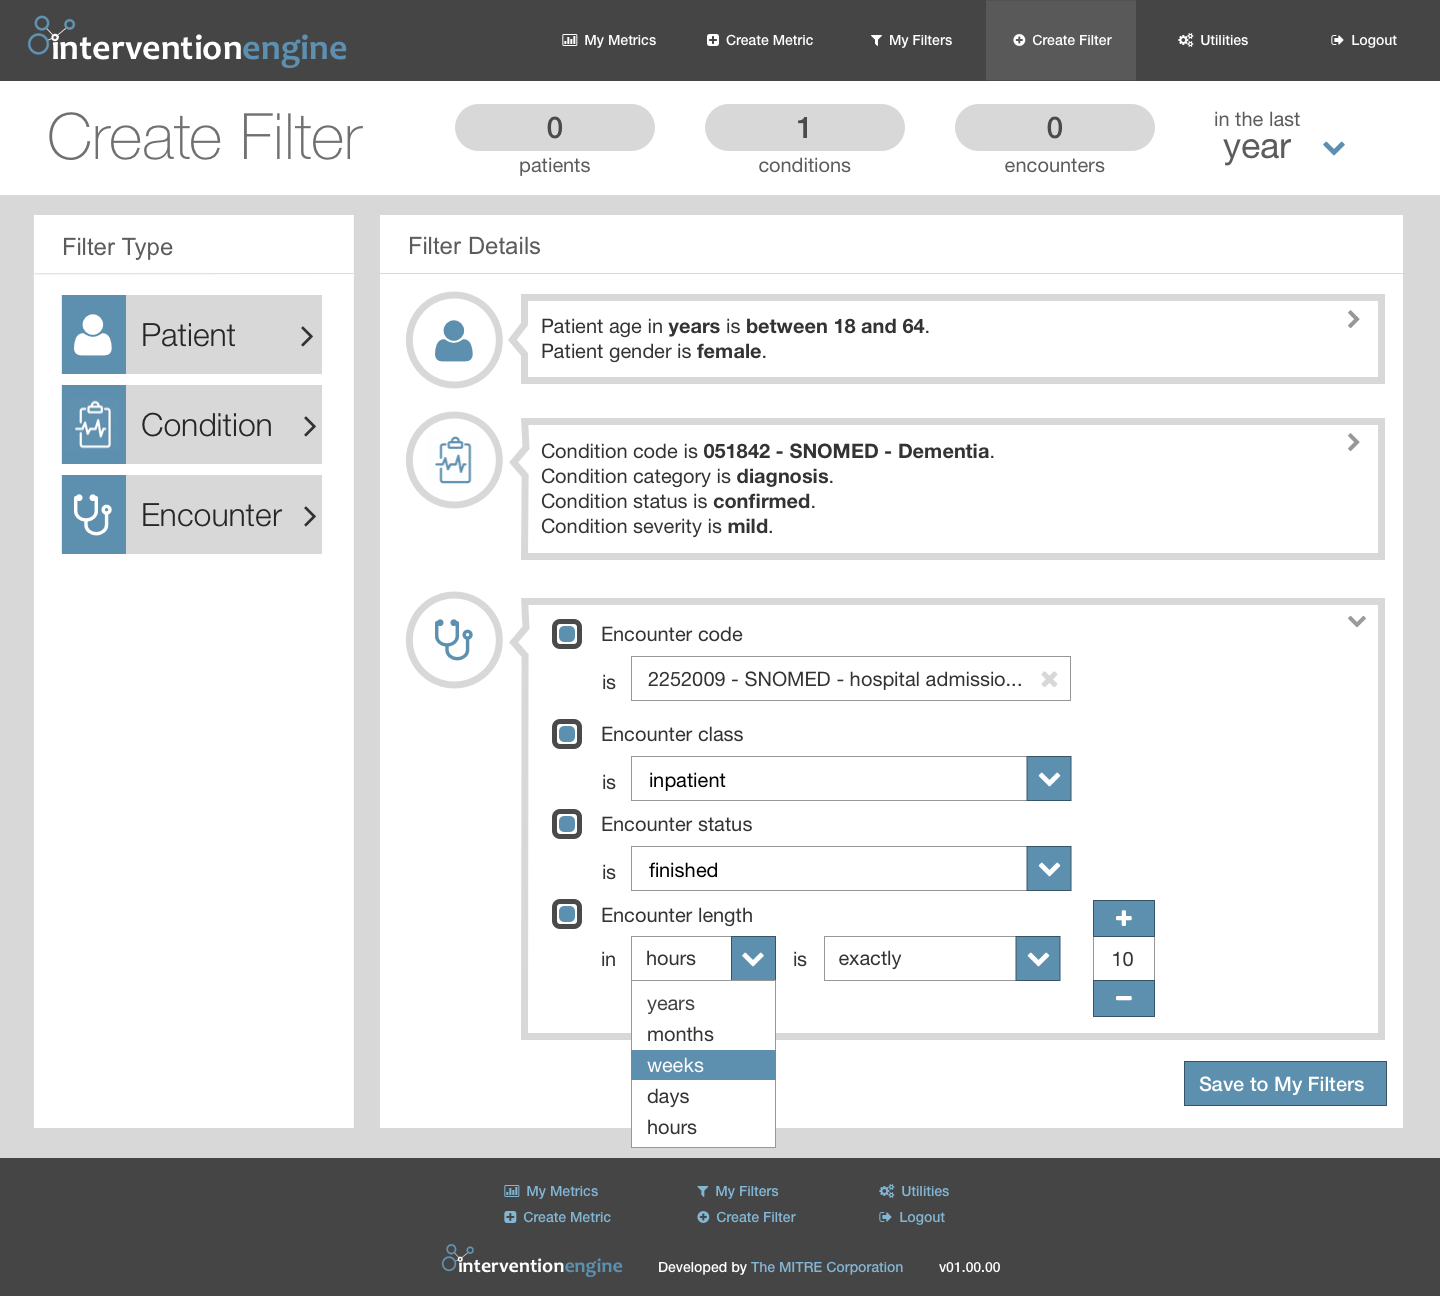 interventionengine
My Metrics
Create Metric
My Filters
Create Filter
Utilities
Logout
Create Filter
0
patients
1
conditions
0
encounters
in the last
year
Filter Type
Patient
Condition
Encounter
Filter Details
Patient age in years is between 18 and 64.
Patient gender is female.
Condition code is 051842 - SNOMED - Dementia.
Condition category is diagnosis.
Condition status is confirmed.
Condition severity is mild.
Encounter code
is 2252009 - SNOMED - hospital admissio...
Encounter class
is inpatient
Encounter status
is finished
Encounter length
in hours is exactly 10
years
months
weeks
days
hours
Save to My Filters
My Metrics
My Filters
Utilities
Create Metric
Create Filter
Logout
interventionengine Developed by The MITRE Corporation v01.00.00